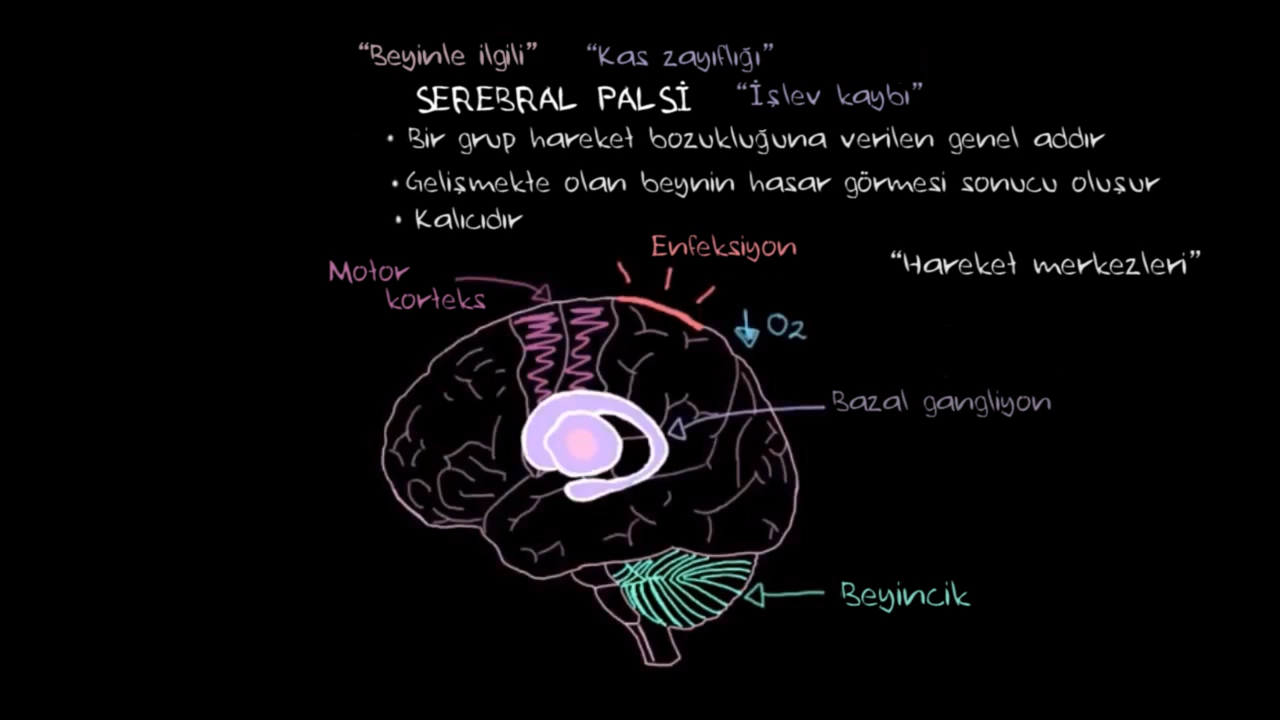 “Beyinle ilgili” “Kas zayıflığı”
SEREBRAL PALSİ “İşlev kaybı”
• Bir grup hareket bozukluğuna verilen genel addır
• Gelişmekte olan beynin hasar görmesi sonucu oluşur
• Kalıcıdır
Enfeksiyon
“Hareket merkezleri”
Motor
korteks
O2
Bazal gangliyon
Beyincik